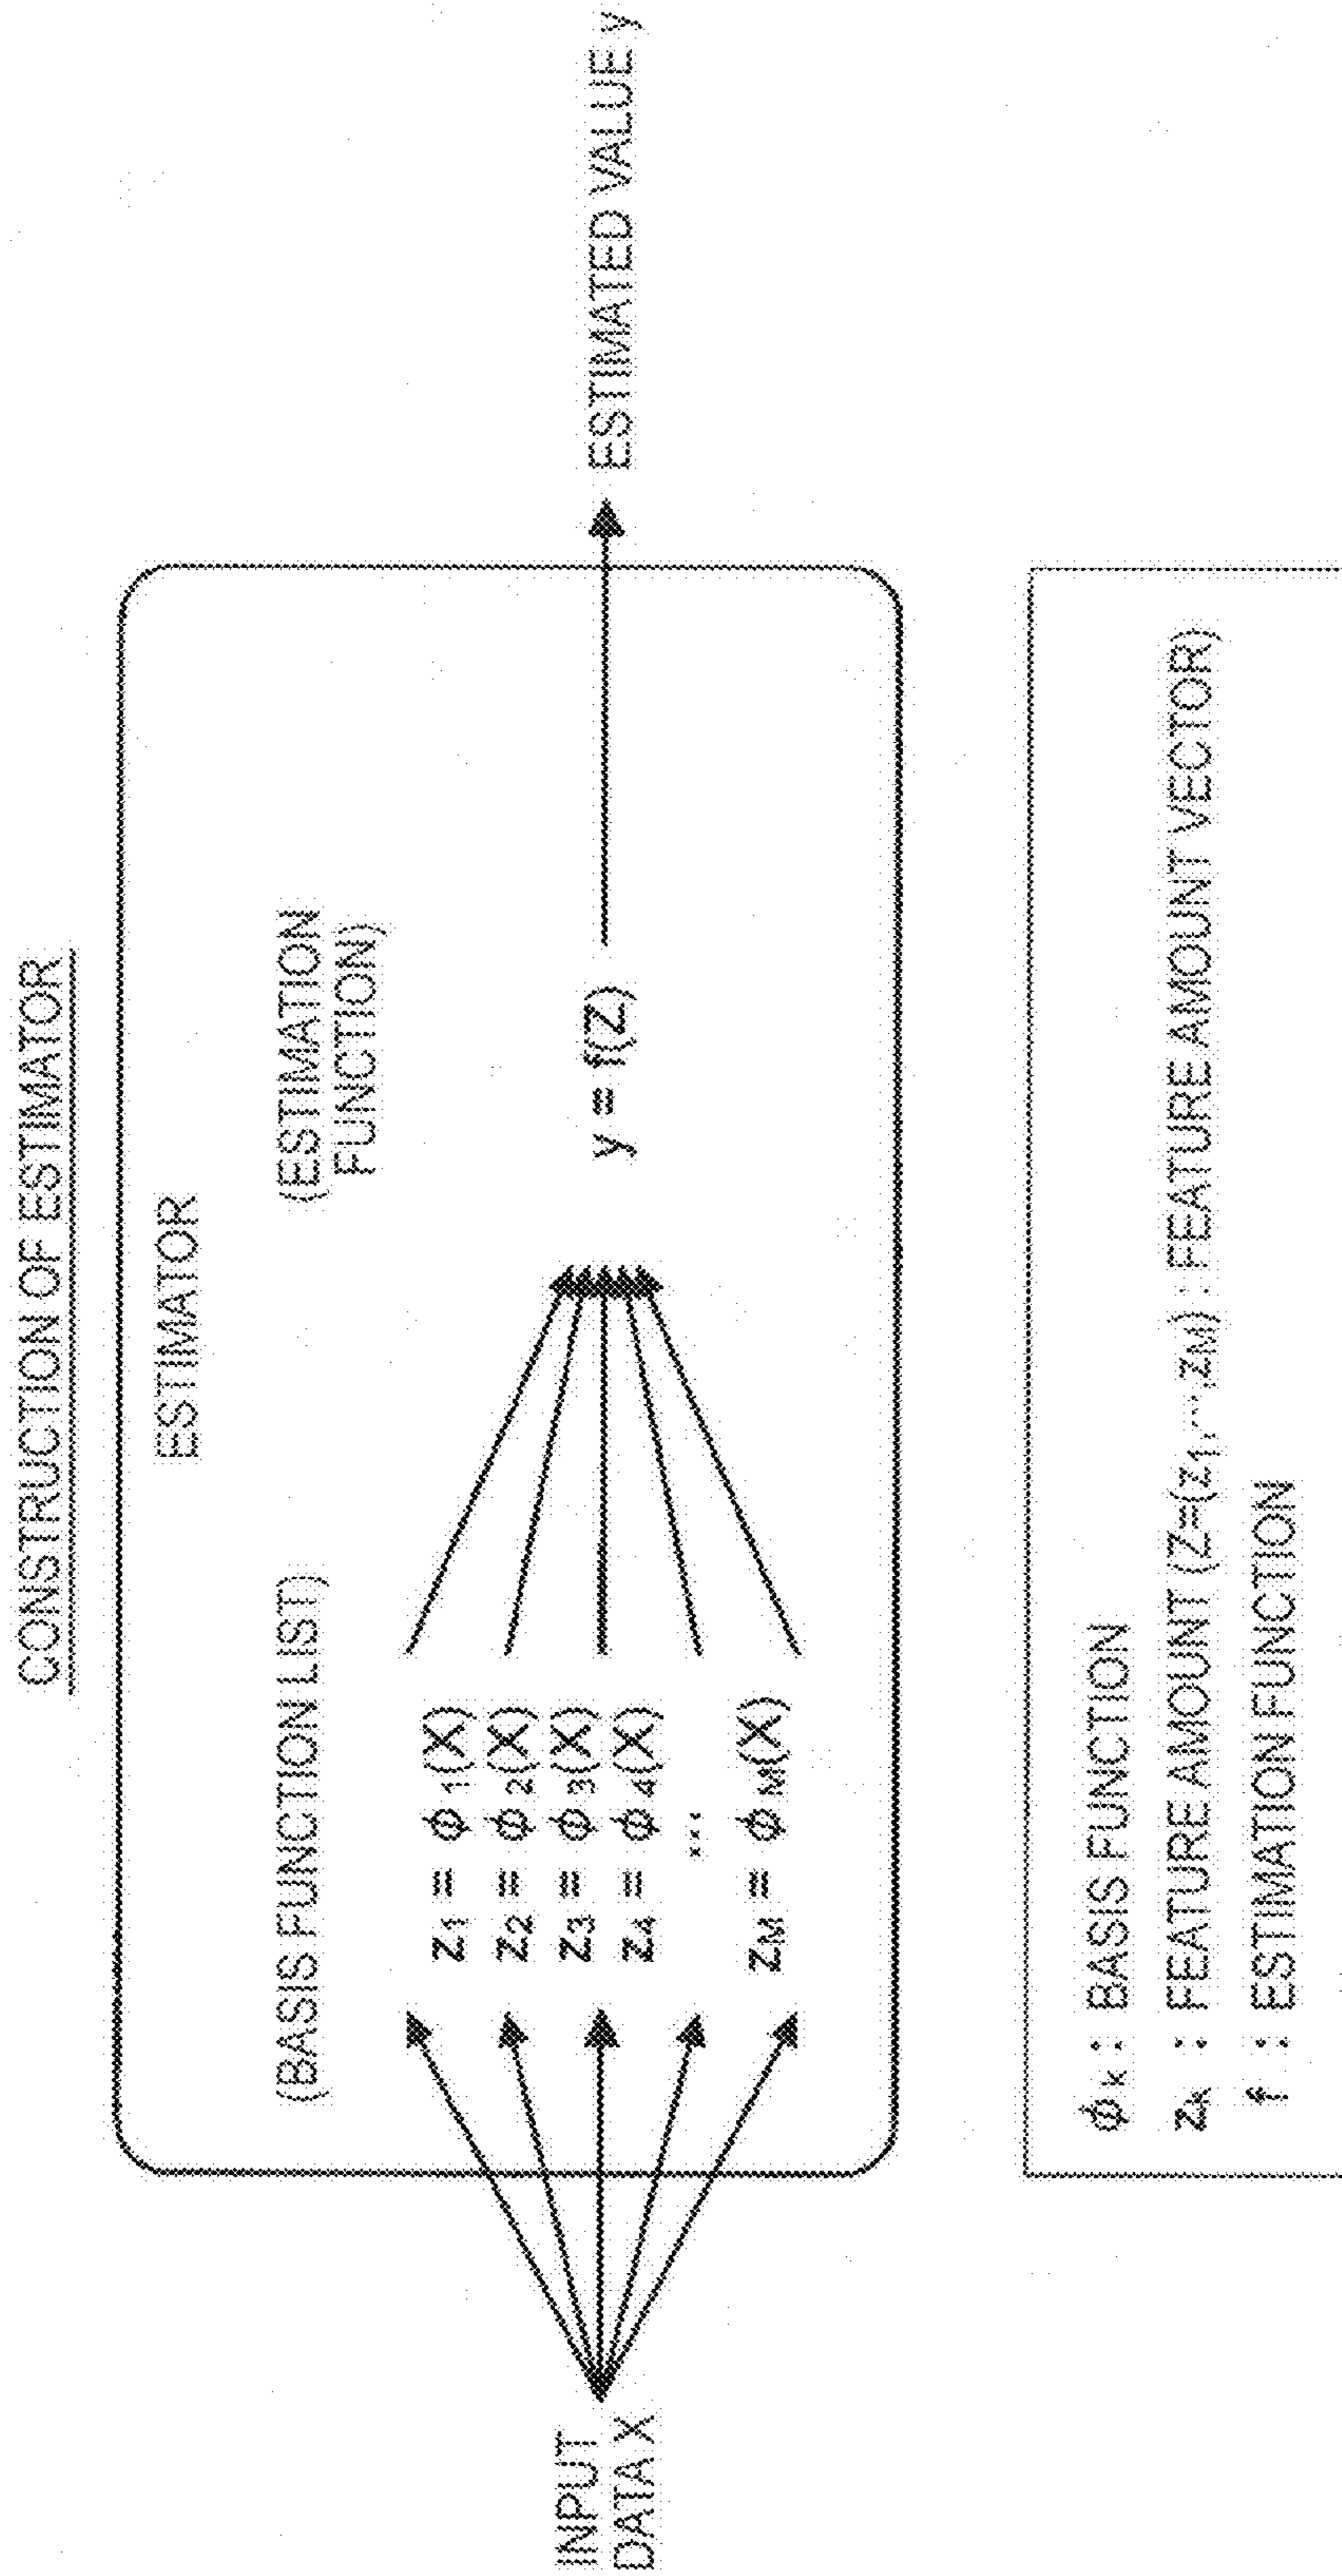 CONSTRUCTION OF ESTIMATOR
ESTIMATOR
(BASIS FUNCTION LIST)
(ESTIMATION
FUNCTION)
INPUT
DATA X
z1 = ϕ1(X)
z2 = ϕ2(X)
z3 = ϕ3(X)
z4 = ϕ4(X)
...
zM = ϕM(X)
y = f(Z)
ESTIMATED VALUE y
ϕk : BASIS FUNCTION
zk : FEATURE AMOUNT (Z=(z1,···,zM) : FEATURE AMOUNT VECTOR)
f : ESTIMATION FUNCTION